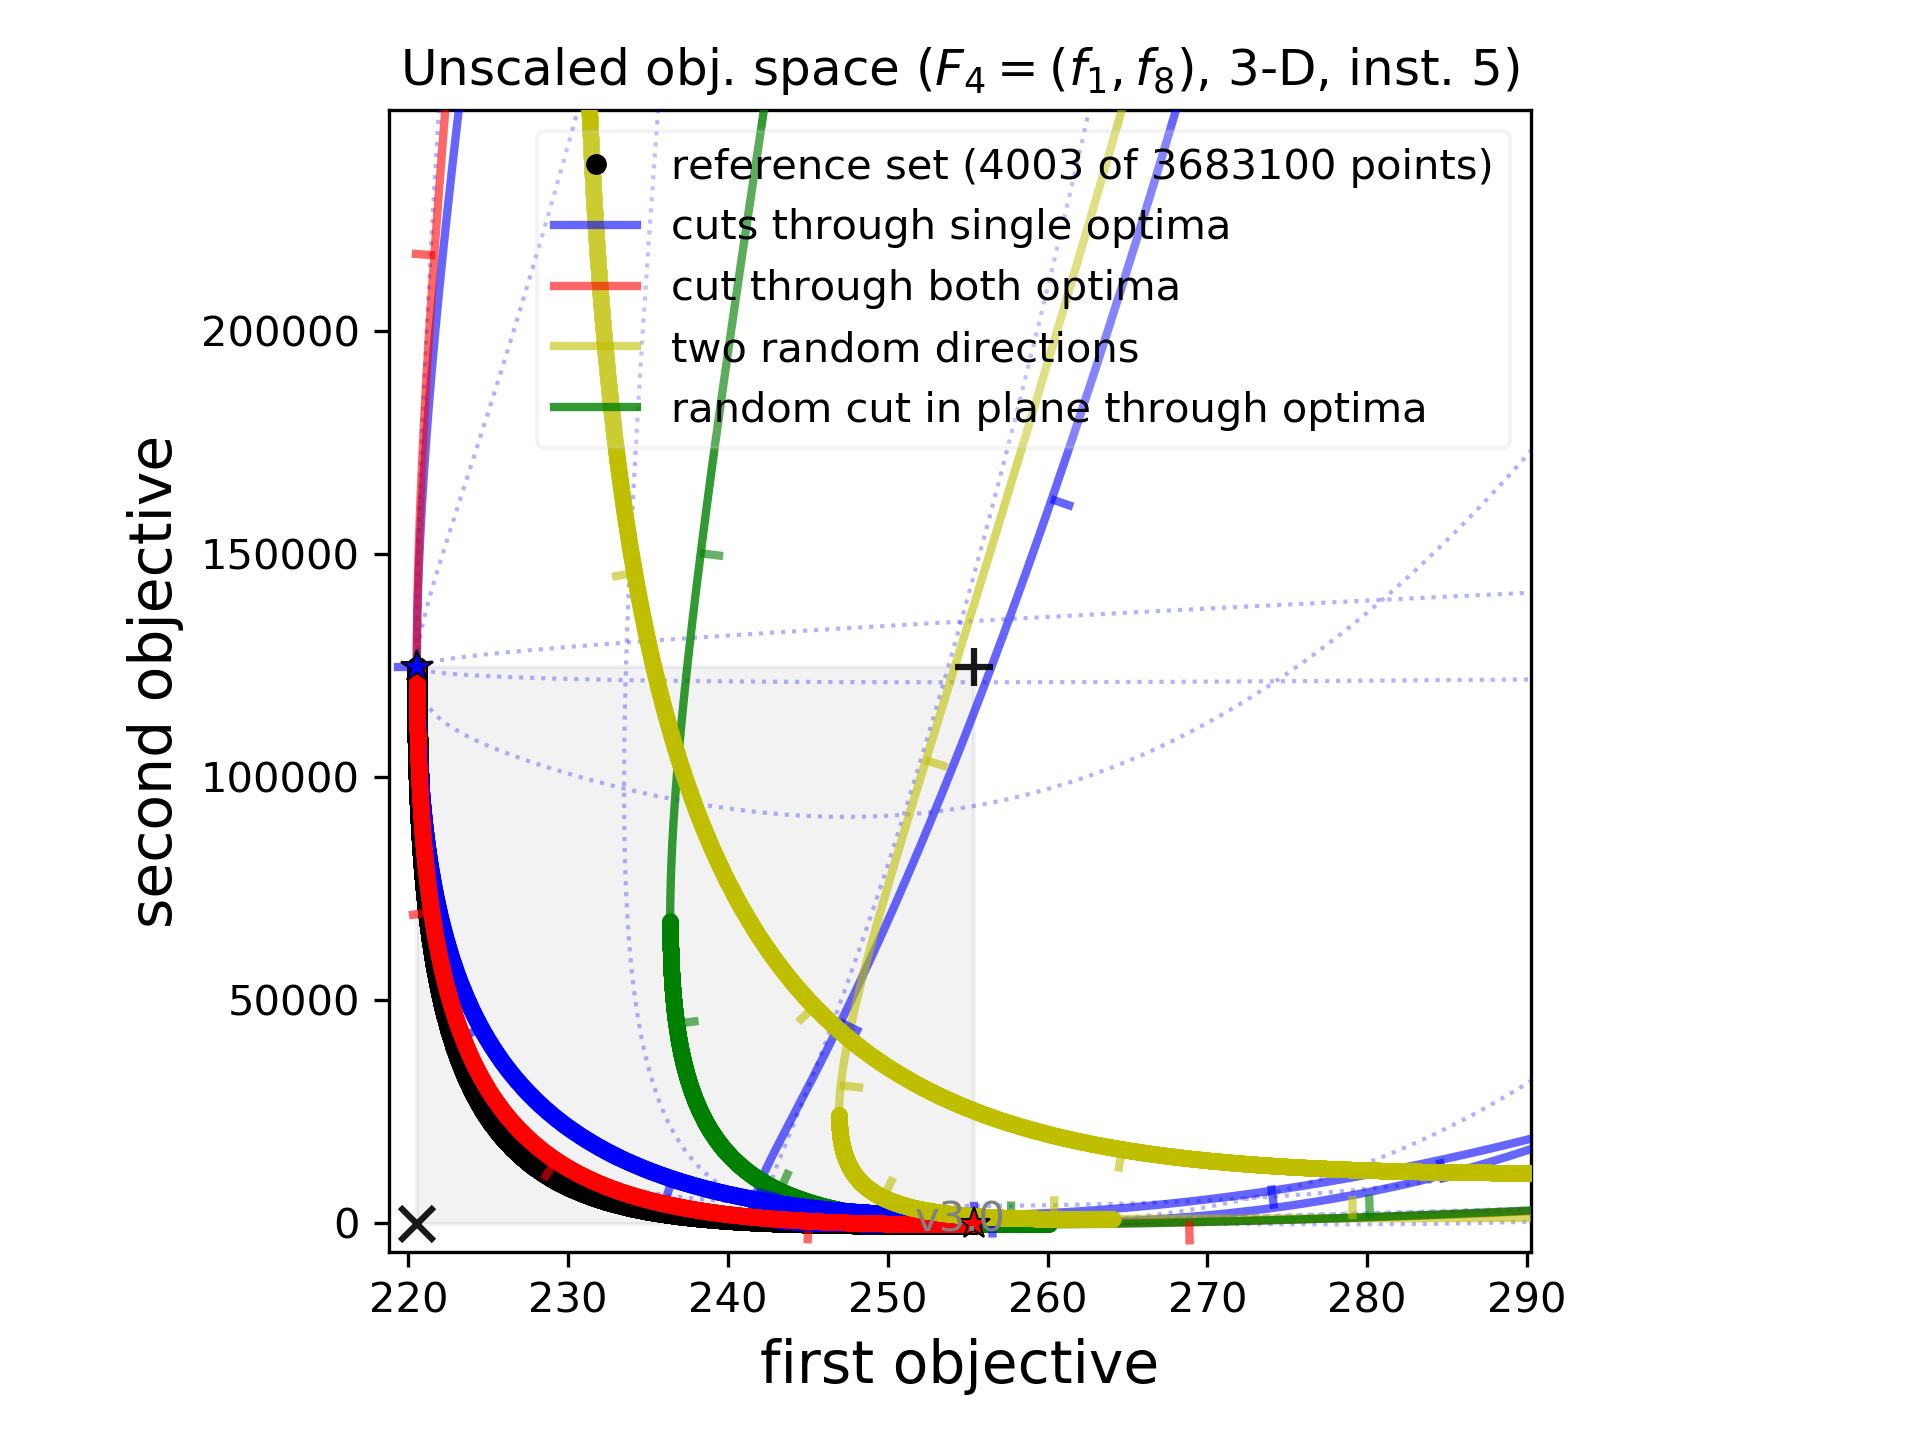 Unscaled obj. space (F₄ = (f₁, f₈), 3-D, inst. 5)
reference set (4003 of 3683100 points)
cuts through single optima
cut through both optima
two random directions
random cut in plane through optima
second objective
200000
150000
100000
50000
0
v3.0
220 230 240 250 260 270 280 290
first objective